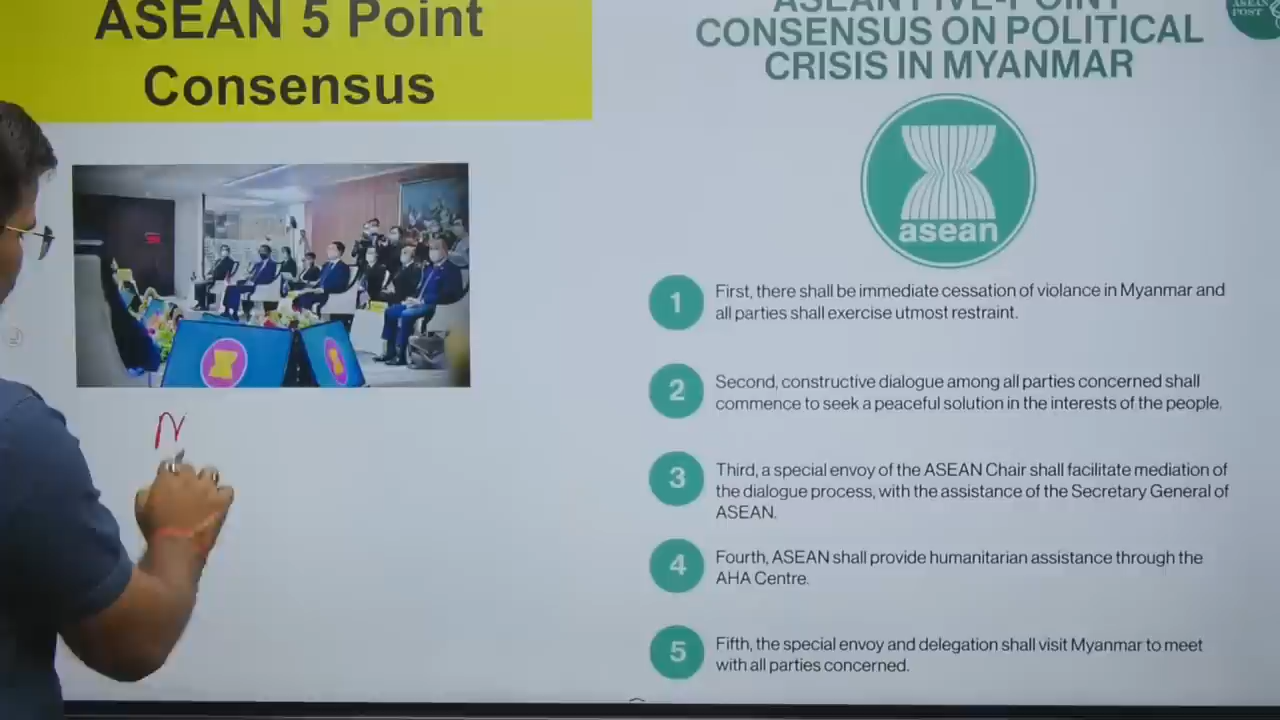 ASEAN 5 Point
Consensus
N
ASEAN FIVE-POINT
CONSENSUS ON POLITICAL
CRISIS IN MYANMAR
ASEAN
POST
asean
1
First, there shall be immediate cessation of violance in Myanmar and
all parties shall exercise utmost restraint.
2
Second, constructive dialogue among all parties concerned shall
commence to seek a peaceful solution in the interests of the people.
3
Third, a special envoy of the ASEAN Chair shall facilitate mediation of
the dialogue process, with the assistance of the Secretary General of
ASEAN.
4
Fourth, ASEAN shall provide humanitarian assistance through the
AHA Centre.
5
Fifth, the special envoy and delegation shall visit Myanmar to meet
with all parties concerned.